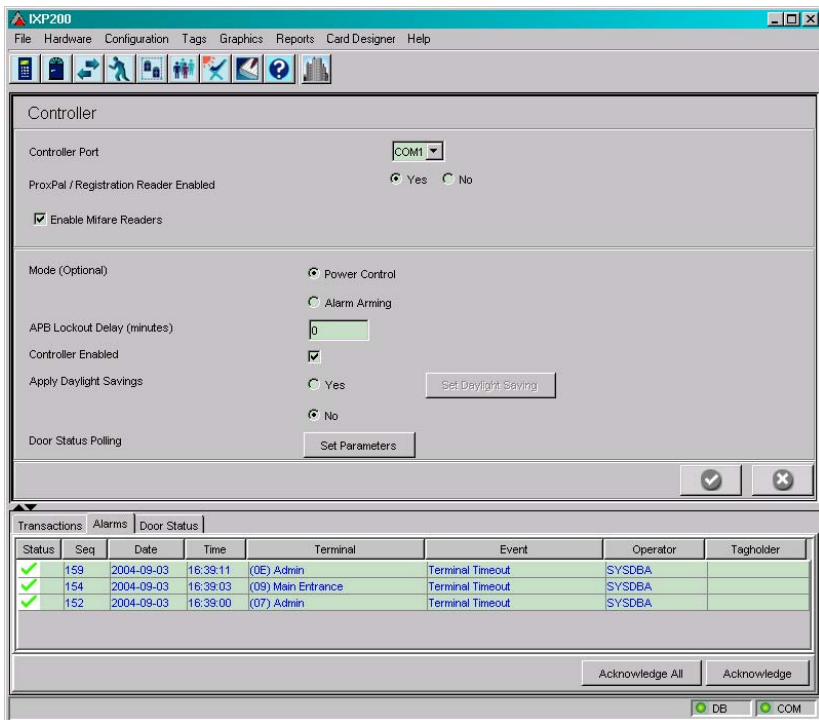 IXP200
File Hardware Configuration Tags Graphics Reports Card Designer Help
Controller
Controller Port COM1
ProxPal / Registration Reader Enabled Yes No
Enable Mifare Readers
Mode (Optional) Power Control
Alarm Arming
APB Lockout Delay (minutes) 0
Controller Enabled
Apply Daylight Savings Yes Set Daylight Saving
No
Door Status Polling Set Parameters
Transactions Alarms Door Status
Status Seq Date Time Terminal Event Operator Tagholder
159 2004-09-03 16:39:11 (0E) Admin Terminal Timeout SYSDBA
154 2004-09-03 16:39:03 (09) Main Entrance Terminal Timeout SYSDBA
152 2004-09-03 16:39:00 (07) Admin Terminal Timeout SYSDBA
Acknowledge All Acknowledge
DB COM